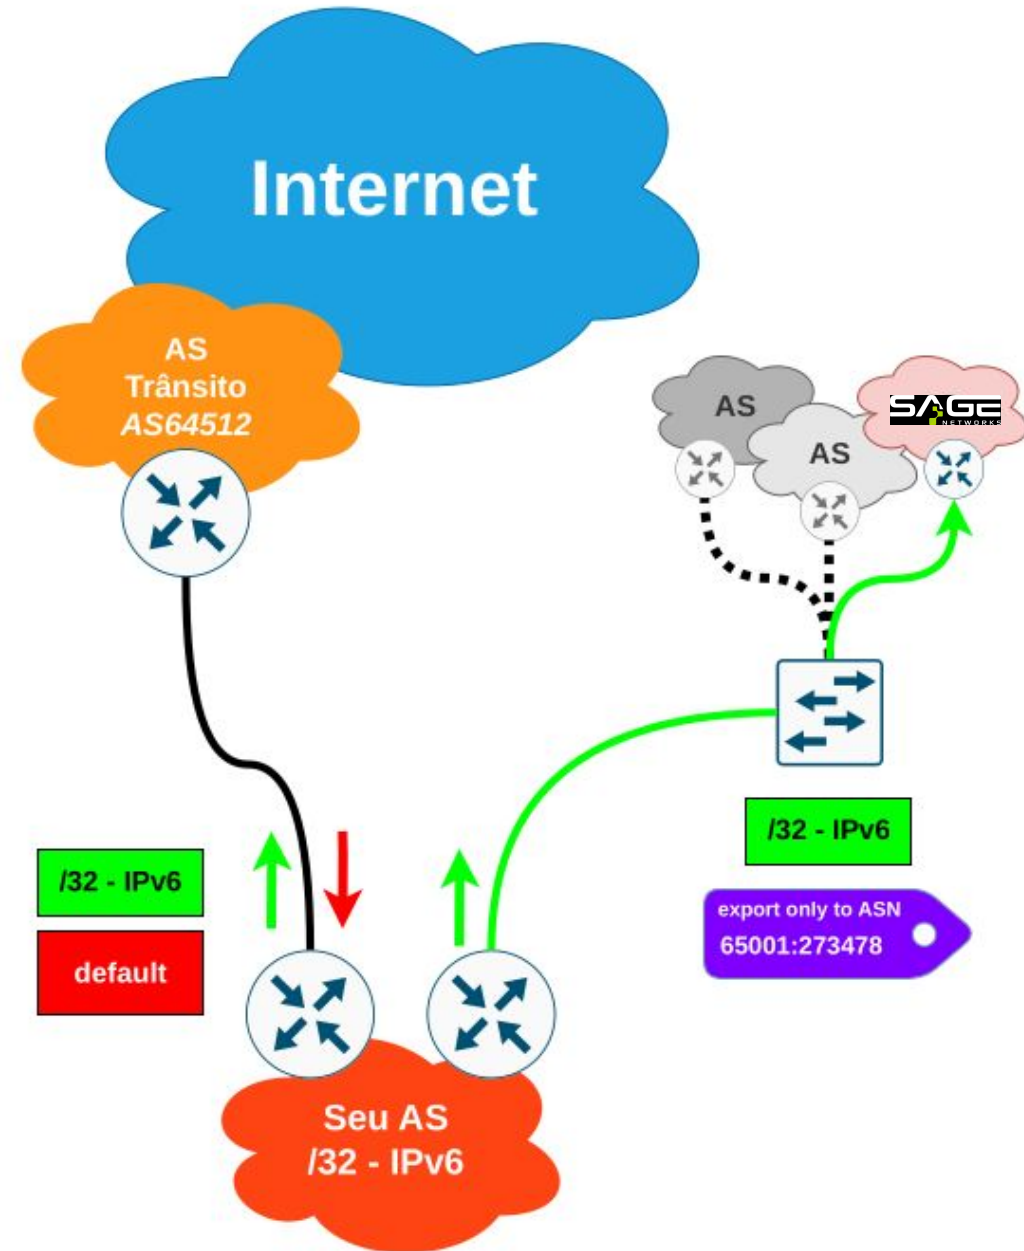 Internet
AS
Trânsito
AS64512
AS
AS
SAGE
NETWORKS
/32 - IPv6
default
/32 - IPv6
export only to ASN
65001:273478
Seu AS
/32 - IPv6